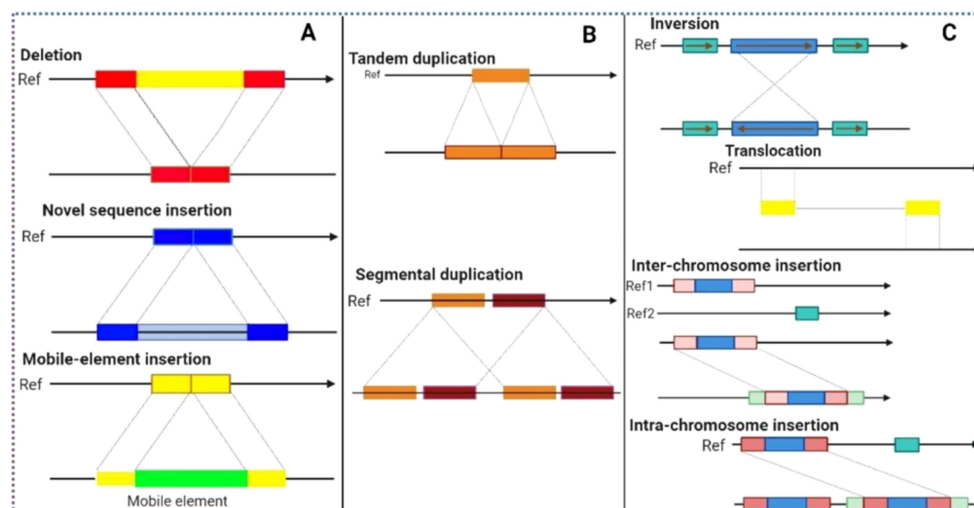 A
Deletion
Ref
Novel sequence insertion
Ref
Mobile-element insertion
Ref
Mobile element
B
Tandem duplication
Ref
Segmental duplication
Ref
C
Inversion
Ref
Translocation
Ref
Inter-chromosome insertion
Ref1
Ref2
Intra-chromosome insertion
Ref